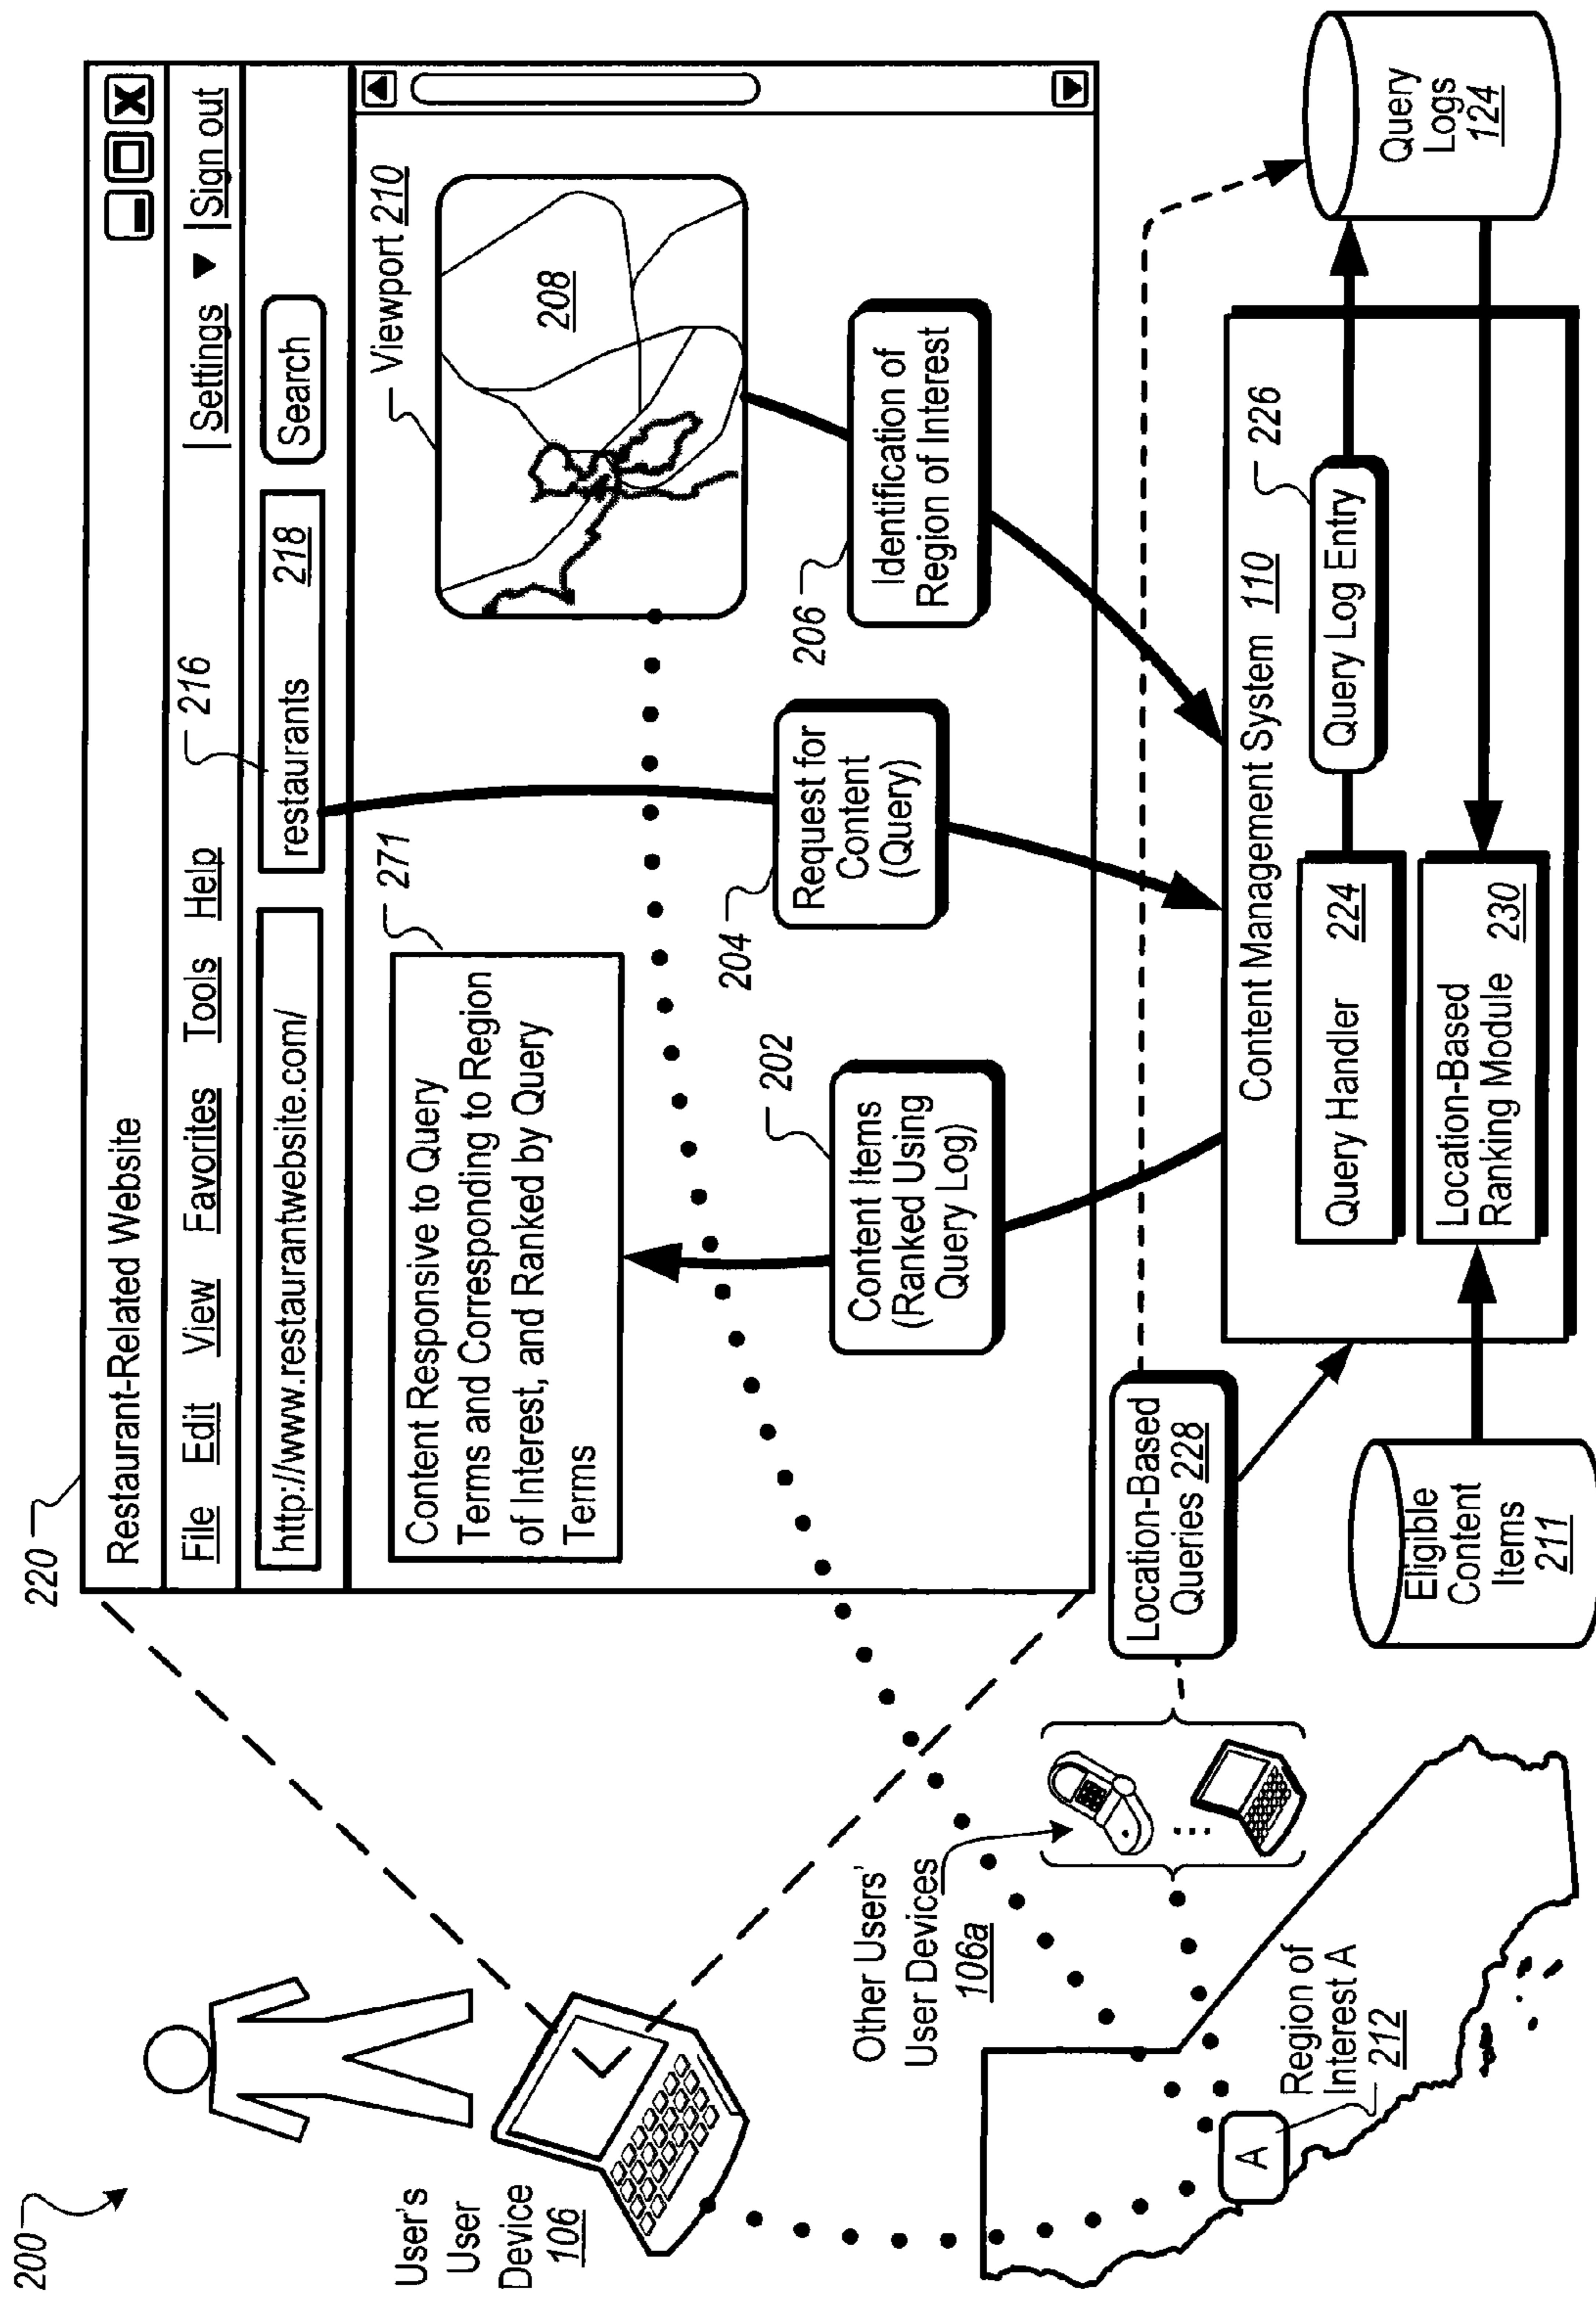 200
220
Restaurant-Related Website
File Edit View Favorites Tools Help
| Settings ▼ | Sign out
216
http://www.restaurantwebsite.com/
restaurants 218
Search
271
Content Responsive to Query
Terms and Corresponding to Region
of Interest, and Ranked by Query
Terms
Viewport 210
208
User's
User
Device
106
202
Content Items
(Ranked Using
Query Log)
204
Request for
Content
(Query)
206
Identification of
Region of Interest
Other Users'
User Devices
106a
Location-Based
Queries 228
Region of
Interest A
212
A
Content Management System 110
226
Query Handler 224
Query Log Entry
Location-Based
Ranking Module 230
Eligible
Content
Items
211
Query
Logs
124